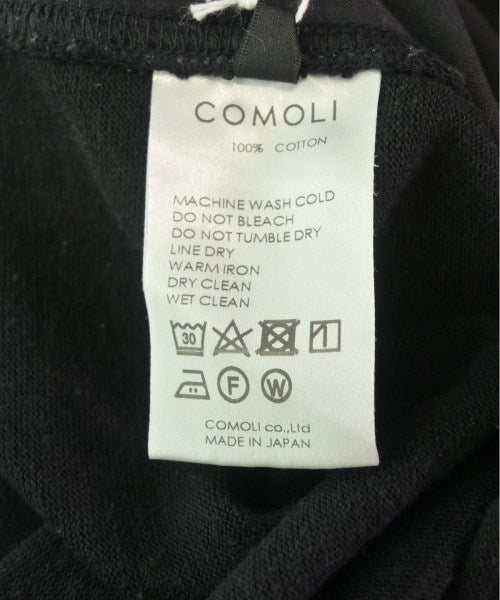 COMOLI
100% COTTON
MACHINE WASH COLD
DO NOT BLEACH
DO NOT TUMBLE DRY
LINE DRY
WARM IRON
DRY CLEAN
WET CLEAN
30
F W
COMOLI co.,Ltd
MADE IN JAPAN